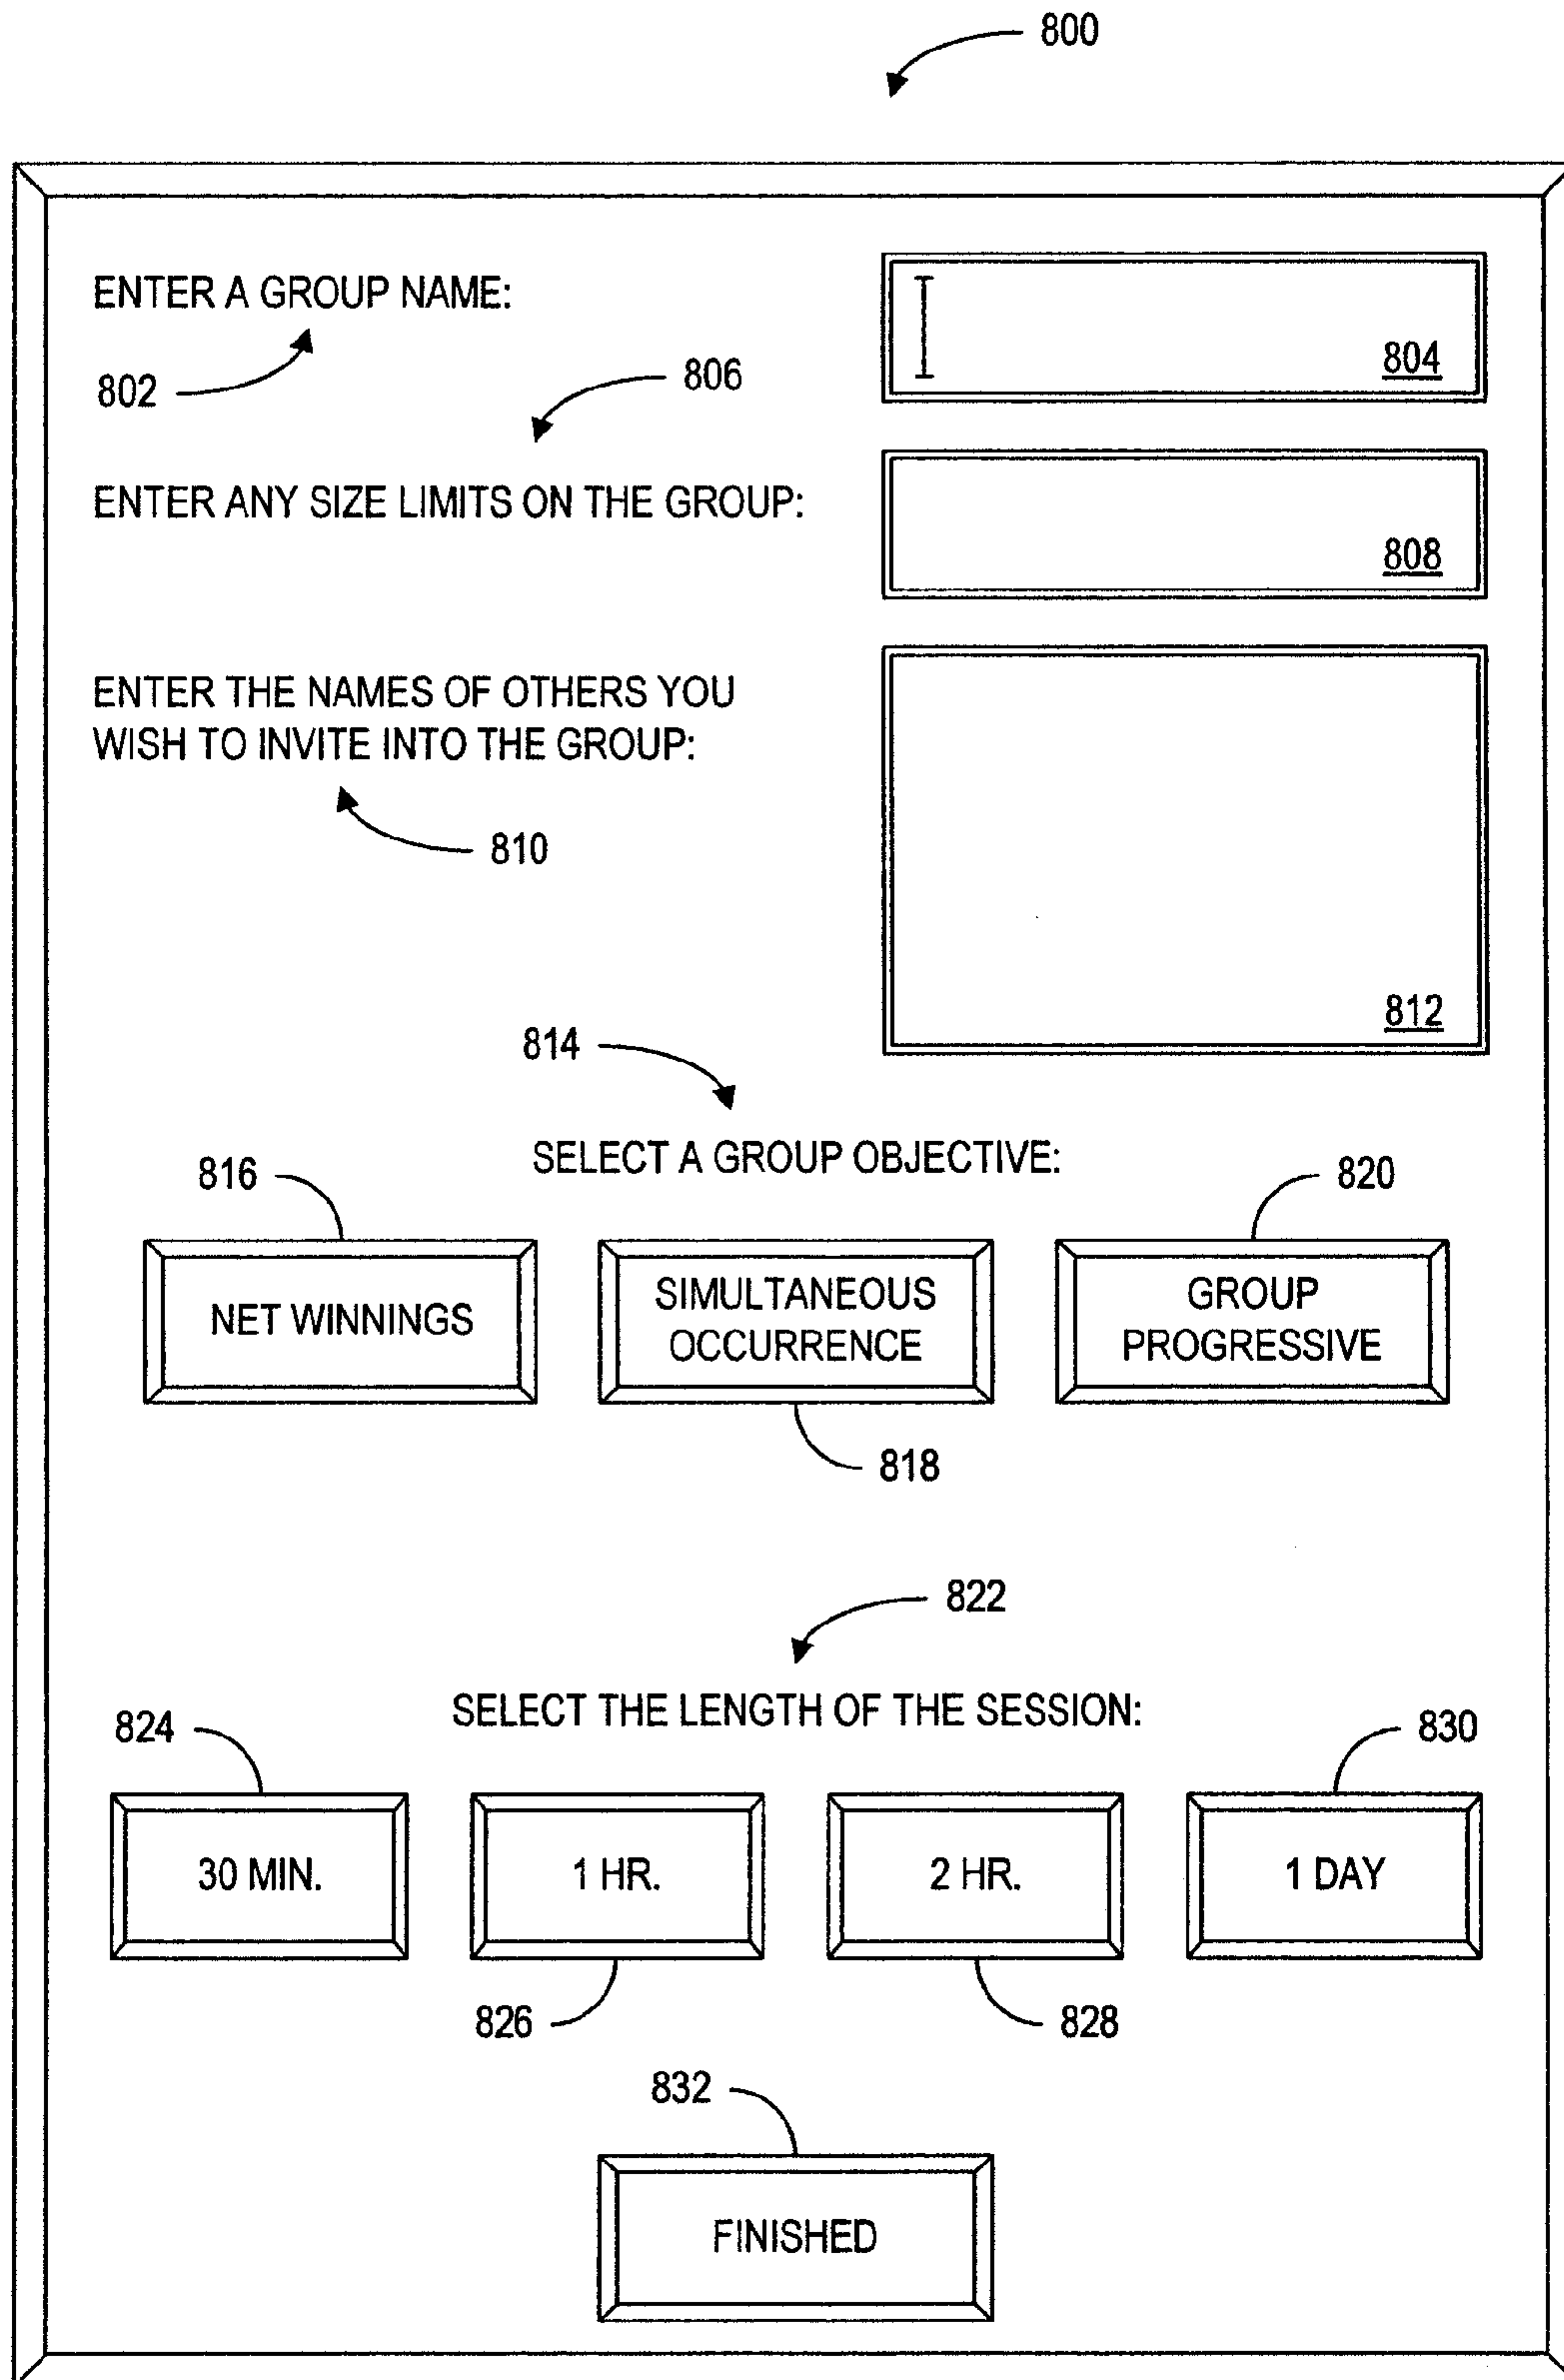 800
ENTER A GROUP NAME:
804
802
806
ENTER ANY SIZE LIMITS ON THE GROUP:
808
ENTER THE NAMES OF OTHERS YOU
WISH TO INVITE INTO THE GROUP:
810
812
814
SELECT A GROUP OBJECTIVE:
816
820
NET WINNINGS
SIMULTANEOUS
OCCURRENCE
GROUP
PROGRESSIVE
818
822
SELECT THE LENGTH OF THE SESSION:
824
830
30 MIN.
1 HR.
2 HR.
1 DAY
826
828
832
FINISHED